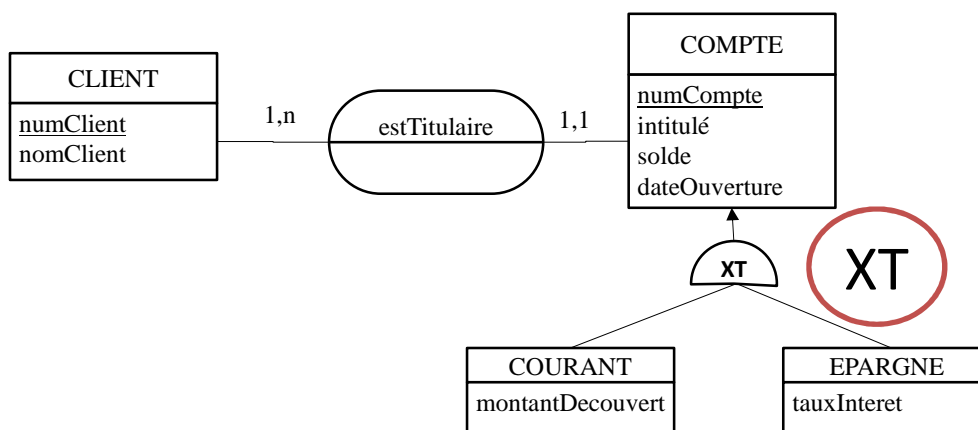 CLIENT
numClient
nomClient
1,n
estTitulaire
1,1
COMPTE
numCompte
intitulé
solde
dateOuverture
XT
XT
COURANT
montantDecouvert
EPARGNE
tauxInteret